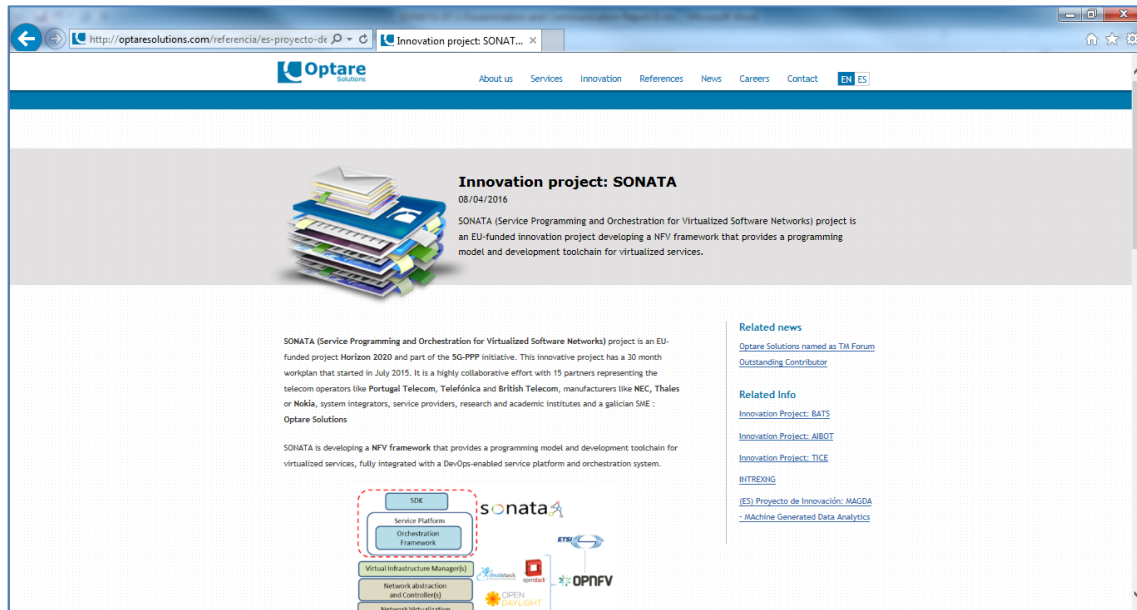 http://optaresolutions.com/referencia/es-proyecto-de
Innovation project: SONAT...
Optare
Solutions
About us Services Innovation References News Careers Contact EN ES
Innovation project: SONATA
08/04/2016
SONATA (Service Programming and Orchestration for Virtualized Software Networks) project is
an EU-funded innovation project developing a NFV framework that provides a programming
model and development toolchain for virtualized services.
SONATA (Service Programming and Orchestration for Virtualized Software Networks) project is an EU-
funded project Horizon 2020 and part of the 5G-PPP initiative. This innovative project has a 30 month
workplan that started in July 2015. It is a highly collaborative effort with 15 partners representing the
telecom operators like Portugal Telecom, Telefónica and British Telecom, manufacturers like NEC, Thales
or Nokia, system integrators, service providers, research and academic institutes and a galician SME :
Optare Solutions
SONATA is developing a NFV framework that provides a programming model and development toolchain for
virtualized services, fully integrated with a DevOps-enabled service platform and orchestration system.
SDK
Service Platform
Orchestration
Framework
Virtual Infrastructure Manager(s)
Network abstraction
and Controller(s)
Network Virtualization
sonata
ETSI
cloudstack
openstack
OPNFV
OPEN
DAYLIGHT
Related news
Optare Solutions named as TM Forum
Outstanding Contributor
Related Info
Innovation Project: BATS
Innovation Project: AIBOT
Innovation Project: TICE
INTREXNG
(ES) Proyecto de Innovación: MAGDA
- MAchine Generated Data Analytics